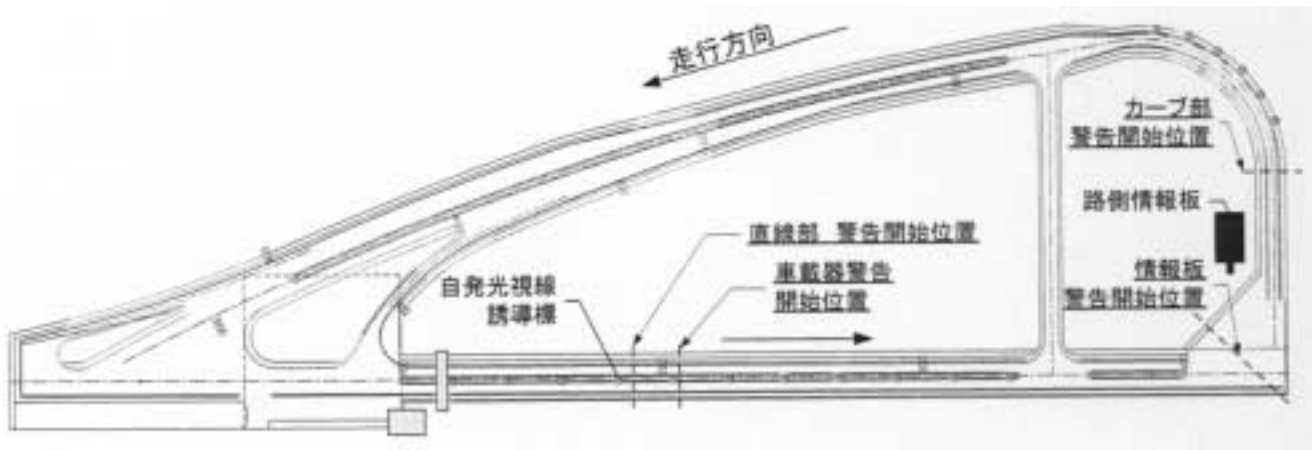 走行方向
カーブ部
警告開始位置
路側情報板
直線部 警告開始位置
車載器警告
開始位置
自発光視線
誘導標
情報板
警告開始位置